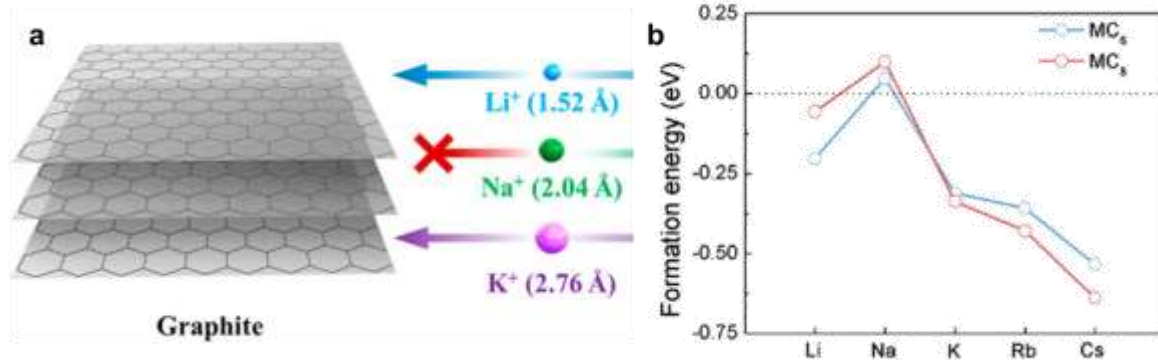 a
Li⁺ (1.52 Å)
Na⁺ (2.04 Å)
K⁺ (2.76 Å)
Graphite
b
MC₆
MC₈
Formation energy (eV)
0.25
0.00
-0.25
-0.50
-0.75
Li Na K Rb Cs